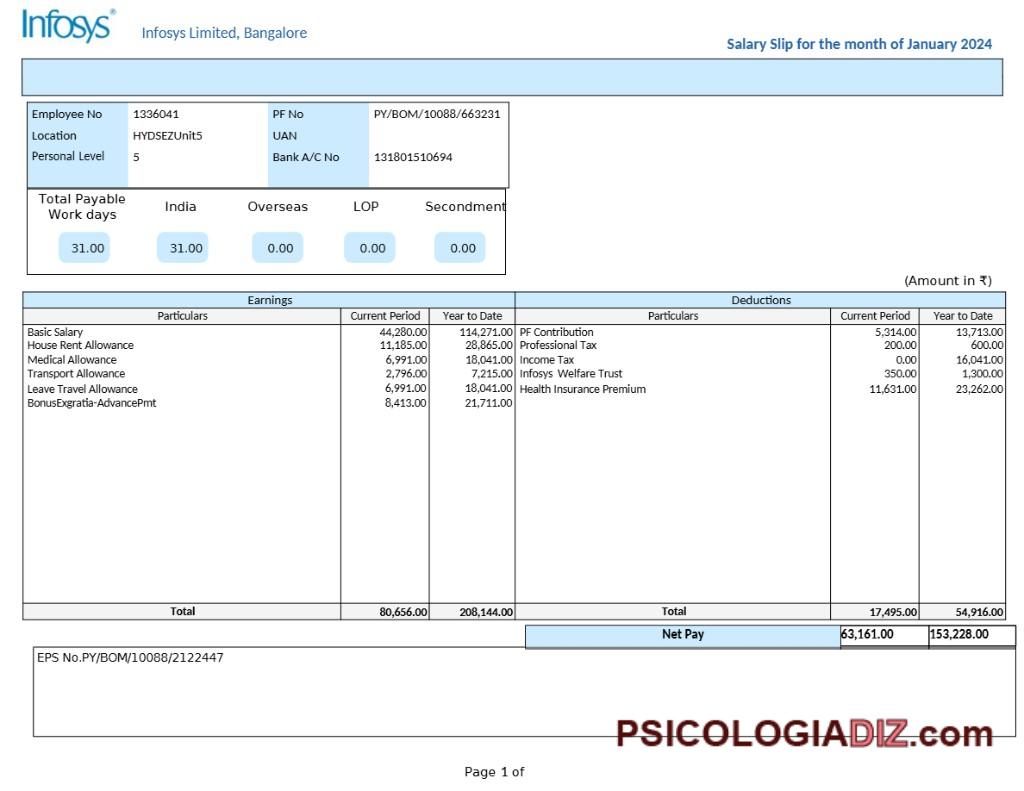 Infosys®
Infosys Limited, Bangalore
Salary Slip for the month of January 2024
Employee No 1336041 PF No PY/BOM/10088/663231
Location HYDSEZUnit5 UAN
Personal Level 5 Bank A/C No 131801510694
Total Payable Work days India Overseas LOP Secondment
31.00 31.00 0.00 0.00 0.00
(Amount in ₹)
Earnings Deductions
Particulars Current Period Year to Date Particulars Current Period Year to Date
Basic Salary 44,280.00 114,271.00 PF Contribution 5,314.00 13,713.00
House Rent Allowance 11,185.00 28,865.00 Professional Tax 200.00 600.00
Medical Allowance 6,991.00 18,041.00 Income Tax 0.00 16,041.00
Transport Allowance 2,796.00 7,215.00 Infosys Welfare Trust 350.00 1,300.00
Leave Travel Allowance 6,991.00 18,041.00 Health Insurance Premium 11,631.00 23,262.00
BonusExgratia-AdvancePmt 8,413.00 21,711.00
Total 80,656.00 208,144.00 Total 17,495.00 54,916.00
Net Pay 63,161.00 153,228.00
EPS No.PY/BOM/10088/2122447
PSICOLOGIADIZ.com
Page 1 of